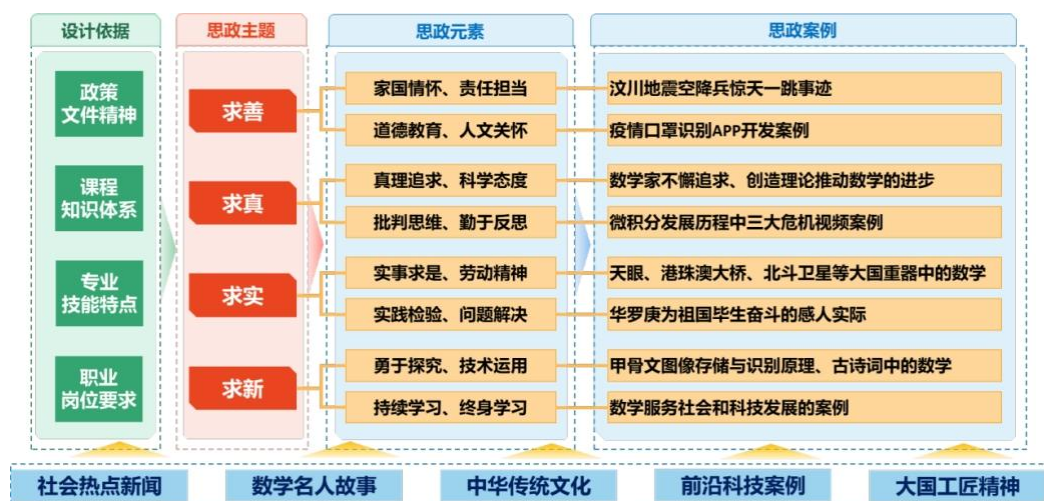 设计依据
思政主题
思政元素
思政案例
政策
文件精神
课程
知识体系
专业
技能特点
职业
岗位要求
求善
求真
求实
求新
家国情怀、责任担当
汶川地震空降兵惊天一跳事迹
道德教育、人文关怀
疫情口罩识别APP开发案例
真理追求、科学态度
数学家不懈追求、创造理论推动数学的进步
批判思维、勤于反思
微积分发展历程中三大危机视频案例
实事求是、劳动精神
天眼、港珠澳大桥、北斗卫星等大国重器中的数学
实践检验、问题解决
华罗庚为祖国毕生奋斗的感人实际
勇于探究、技术运用
甲骨文图像存储与识别原理、古诗词中的数学
持续学习、终身学习
数学服务社会和科技发展的案例
社会热点新闻
数学名人故事
中华传统文化
前沿科技案例
大国工匠精神